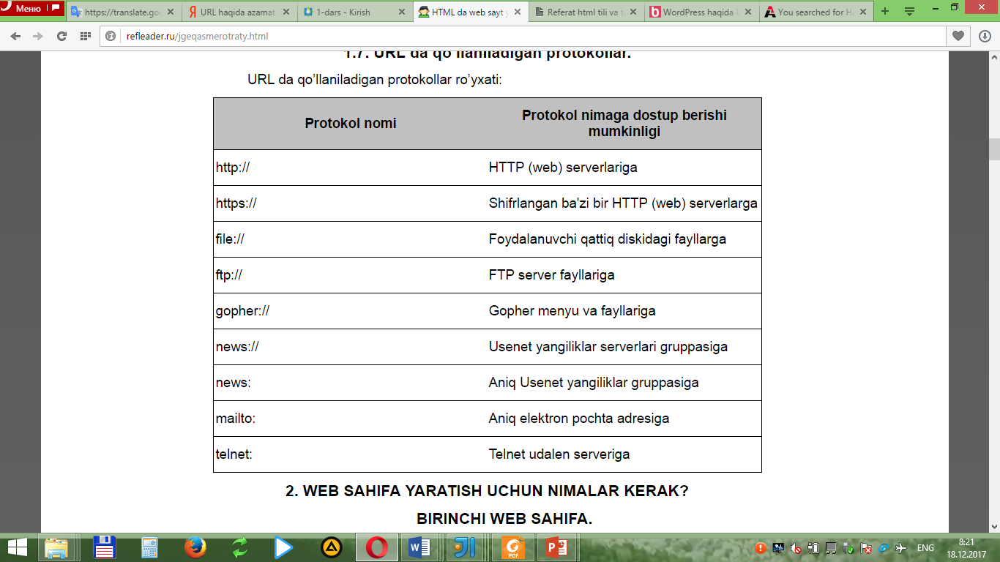 Меню
https://translate.goo
URL haqida azamat
1-dars - Kirish
HTML da web sayt y
Referat html tili va t
WordPress haqida
You searched for Ha
refleader.ru/jgeqasmerotraty.html
1.7. URL da qo'llaniladigan protokollar.
URL da qo’llaniladigan protokollar ro’yxati:
Protokol nomi
Protokol nimaga dostup berishi
mumkinligi
http://
HTTP (web) serverlariga
https://
Shifrlangan ba'zi bir HTTP (web) serverlarga
file://
Foydalanuvchi qattiq diskidagi fayllarga
ftp://
FTP server fayllariga
gopher://
Gopher menyu va fayllariga
news://
Usenet yangiliklar serverlari gruppasiga
news:
Aniq Usenet yangiliklar gruppasiga
mailto:
Aniq elektron pochta adresiga
telnet:
Telnet udalen serveriga
2. WEB SAHIFA YARATISH UCHUN NIMALAR KERAK?
BIRINCHI WEB SAHIFA.
PDF
ENG
8:21
18.12.2017